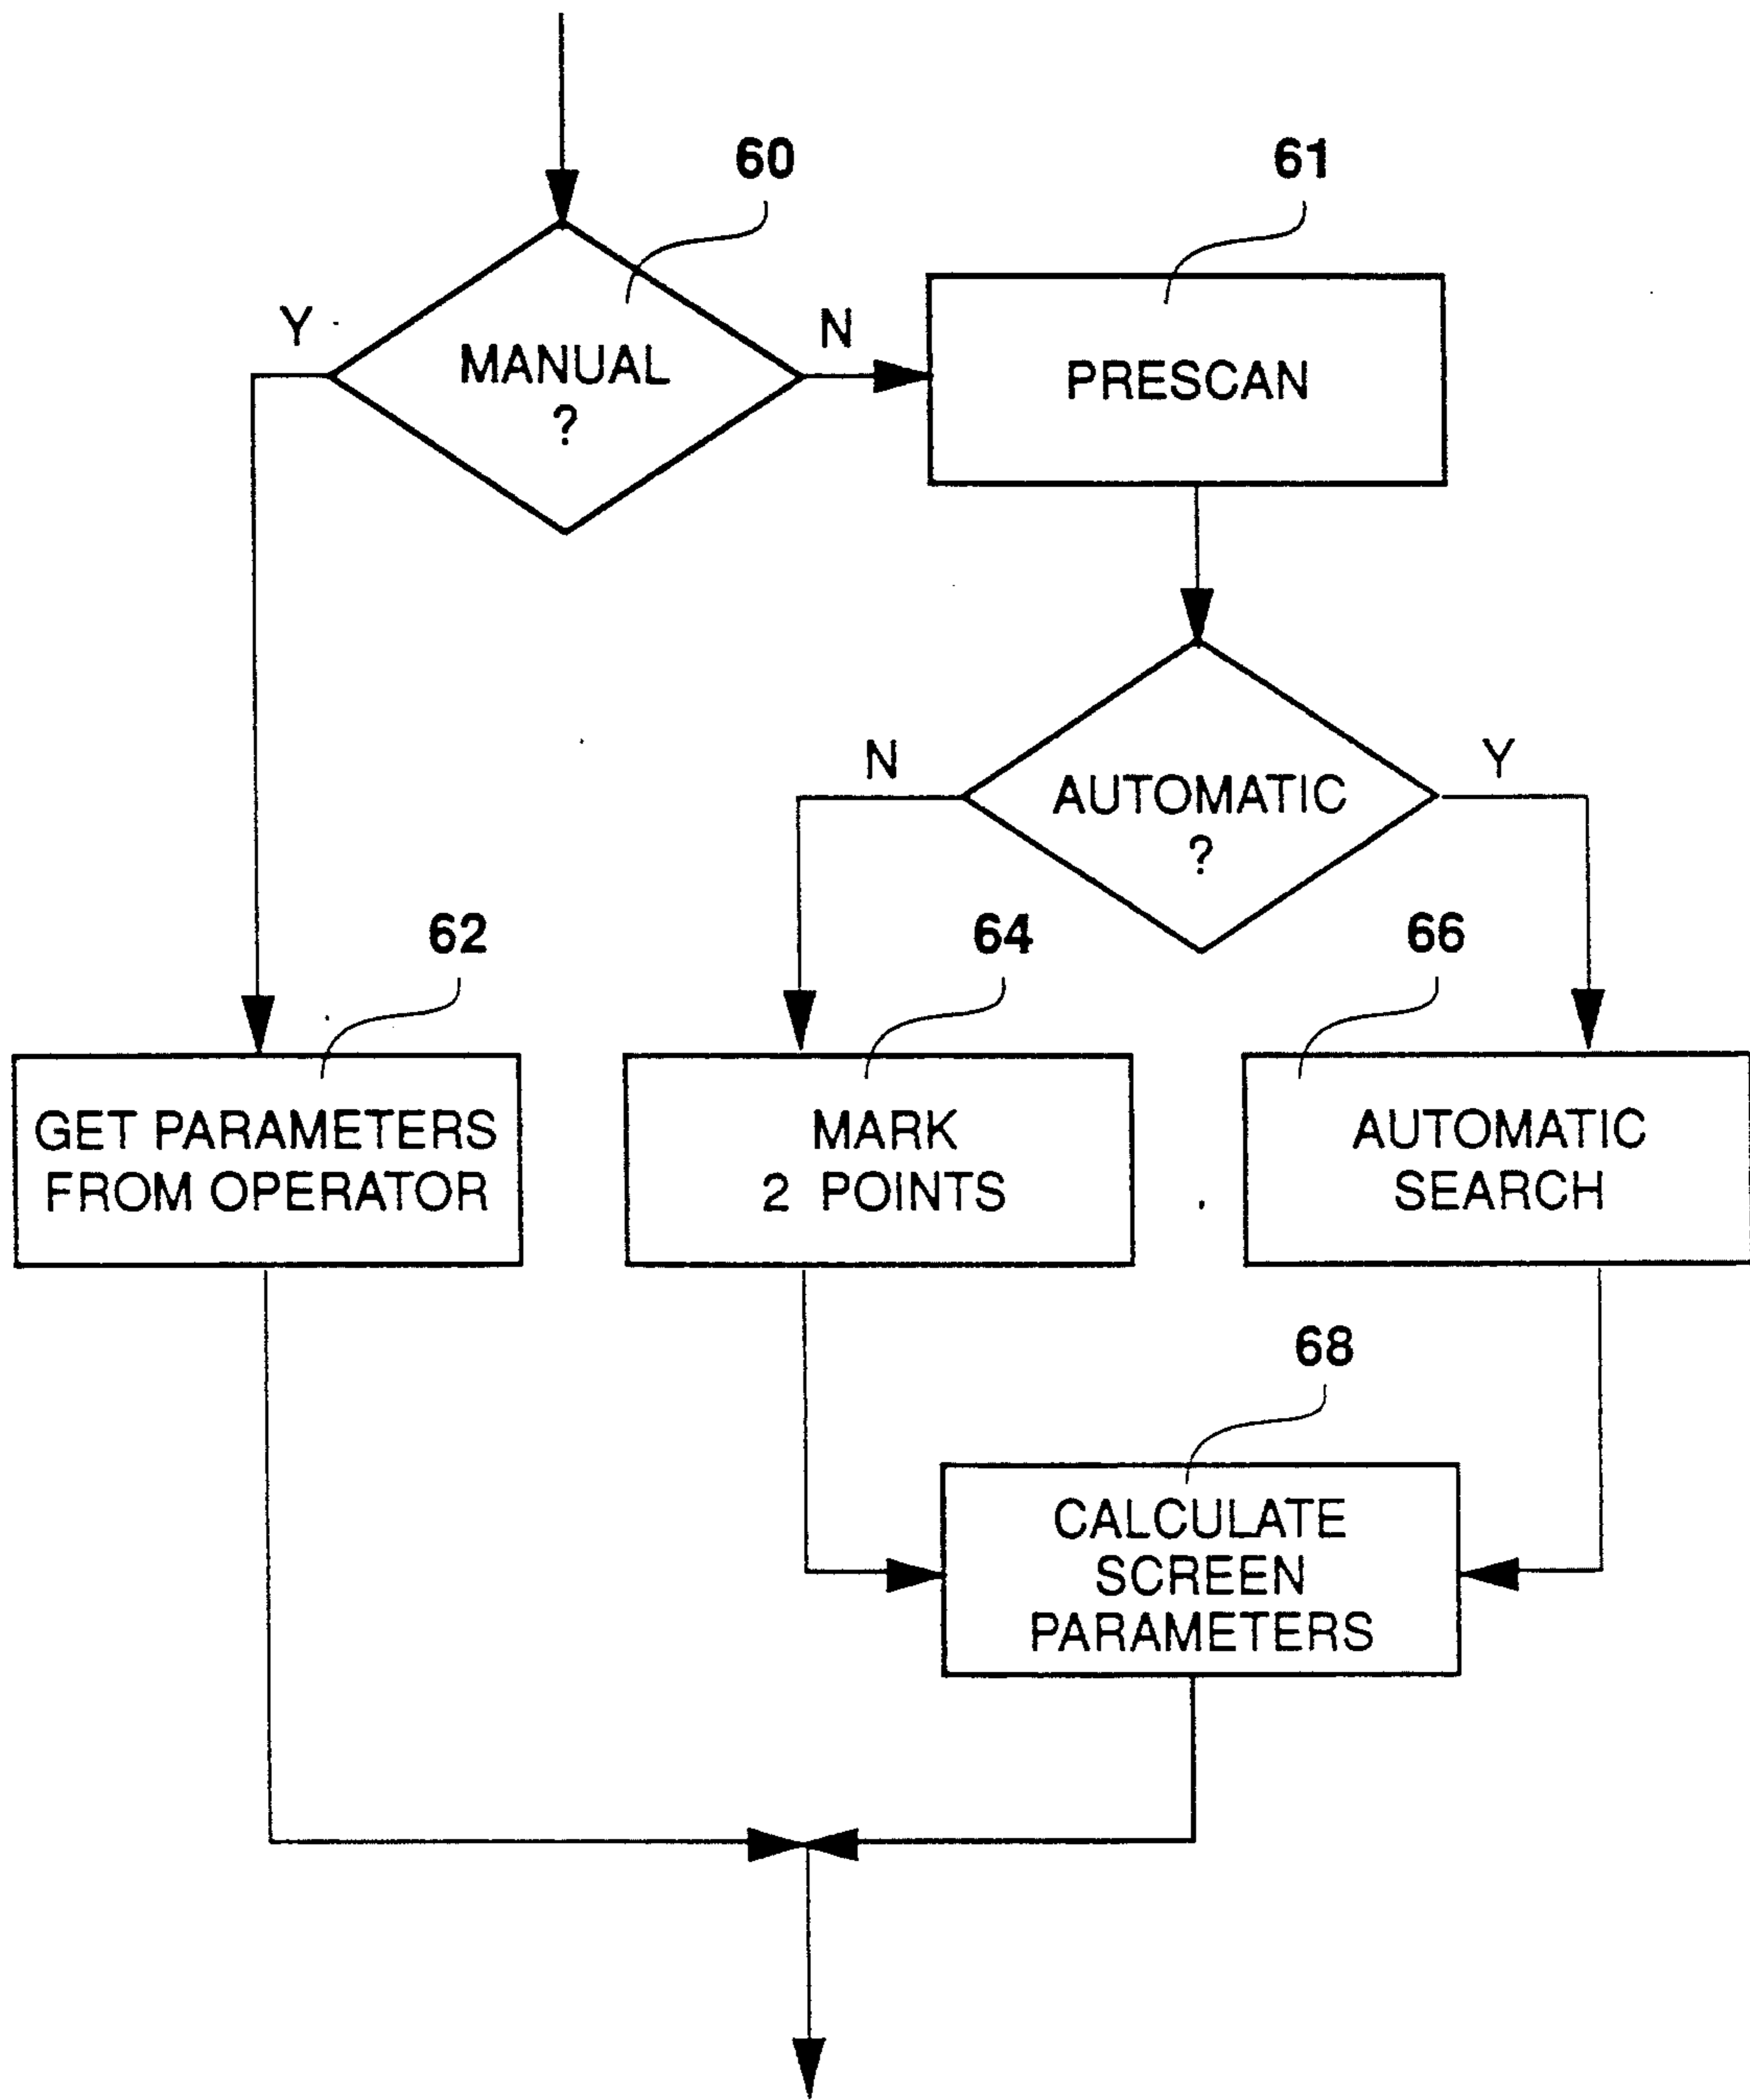 60
61
Y
MANUAL
?
N
PRESCAN
N
AUTOMATIC
?
Y
62
64
66
GET PARAMETERS
FROM OPERATOR
MARK
2 POINTS
AUTOMATIC
SEARCH
68
CALCULATE
SCREEN
PARAMETERS